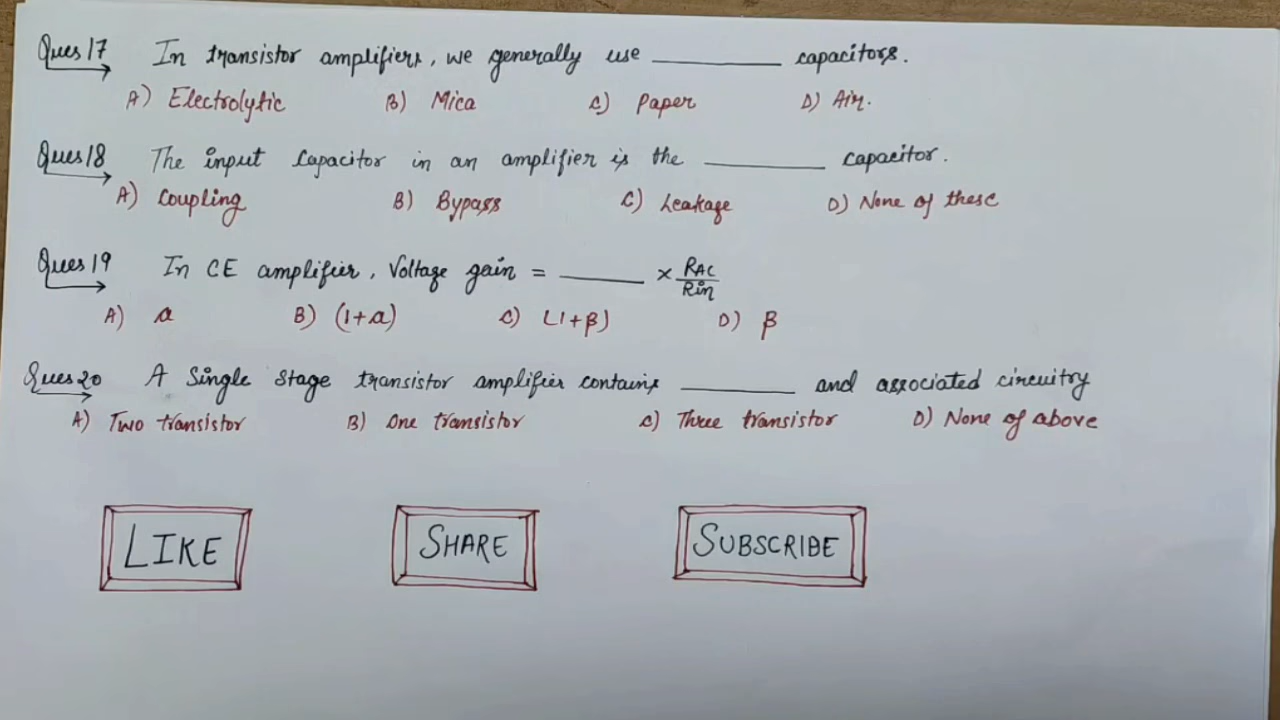 Ques 17 In transistor amplifiers, we generally use ________ capacitors.
A) Electrolytic B) Mica C) Paper D) Air.
Ques 18 The input Capacitor in an amplifier is the ________ capacitor.
A) Coupling B) Bypass C) Leakage D) None of these
Ques 19 In CE amplifier, Voltage gain = ________ × RAC/Rin
A) α B) (1+α) C) (1+β) D) β
Ques 20 A Single Stage transistor amplifier contains ________ and associated circuitry
A) Two transistor B) One transistor C) Three transistor D) None of above
LIKE SHARE SUBSCRIBE